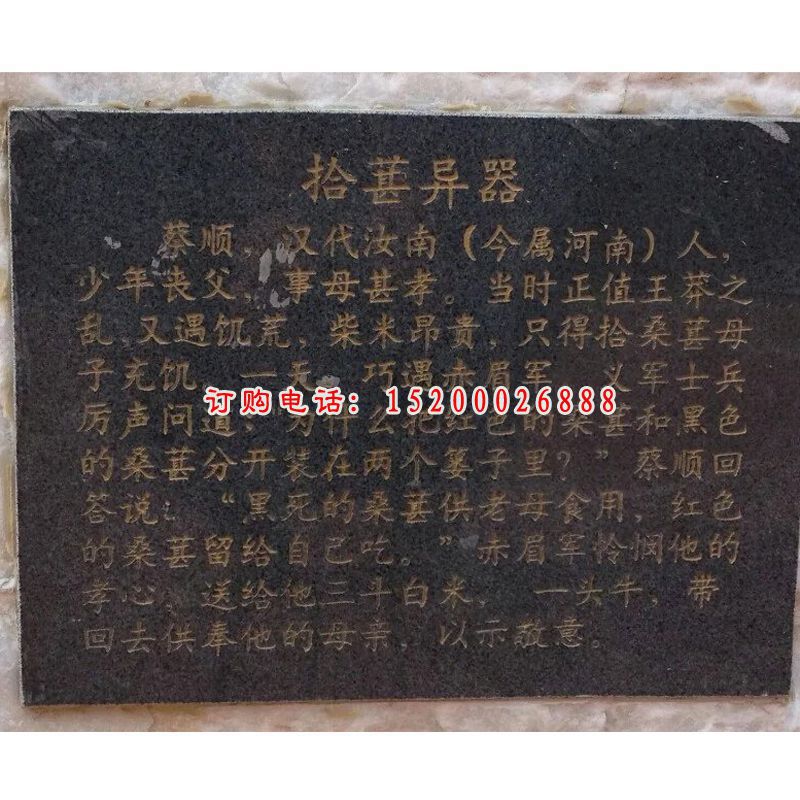 拾葚异器
蔡顺，汉代汝南（今属河南）人，
少年丧父，事母甚孝。当时正值王莽之
乱，又遇饥荒，柴米昂贵，只得拾桑葚母
子充饥。一天，巧遇赤眉军，义军士兵
订购电话：15200026888
厉声问道：为什么把红色的桑葚和黑色
的桑葚分开装在两个篓子里？”蔡顺回
答说：“黑死的桑葚供老母食用，红色
的桑葚留给自己吃。”赤眉军怜悯他的
孝心，送给他三斗白米，一头牛，带
回去供奉他的母亲，以示敬意。